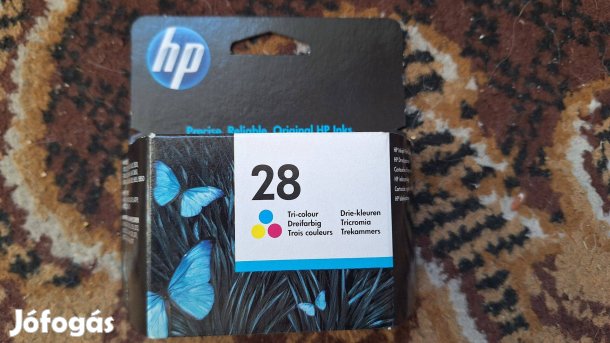 hp
Precise. Reliable. Original HP Inks.
28
Tri-colour
Dreifarbig
Trois couleurs
Drie-kleuren
Tricromia
Trekammers
Jófogás